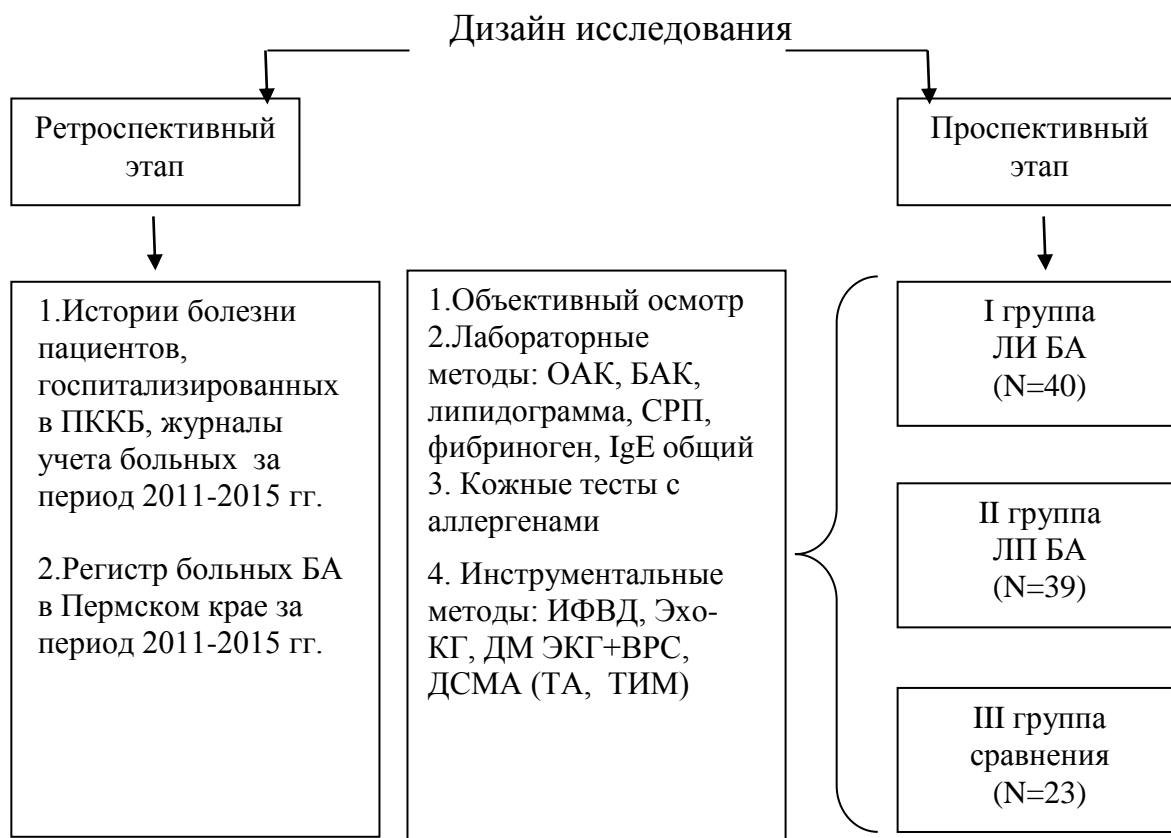 Дизайн исследования
Ретроспективный
этап
Проспективный
этап
1.Истории болезни
пациентов,
госпитализированных
в ПККБ, журналы
учета больных за
период 2011-2015 гг.
2.Регистр больных БА
в Пермском крае за
период 2011-2015 гг.
1.Объективный осмотр
2.Лабораторные
методы: ОАК, БАК,
липидограмма, СРП,
фибриноген, IgE общий
3. Кожные тесты с
аллергенами
4. Инструментальные
методы: ИФВД, Эхо-
КГ, ДМ ЭКГ+ВРС,
ДСМА (ТА, ТИМ)
I группа
ЛИ БА
(N=40)
II группа
ЛП БА
(N=39)
III группа
сравнения
(N=23)